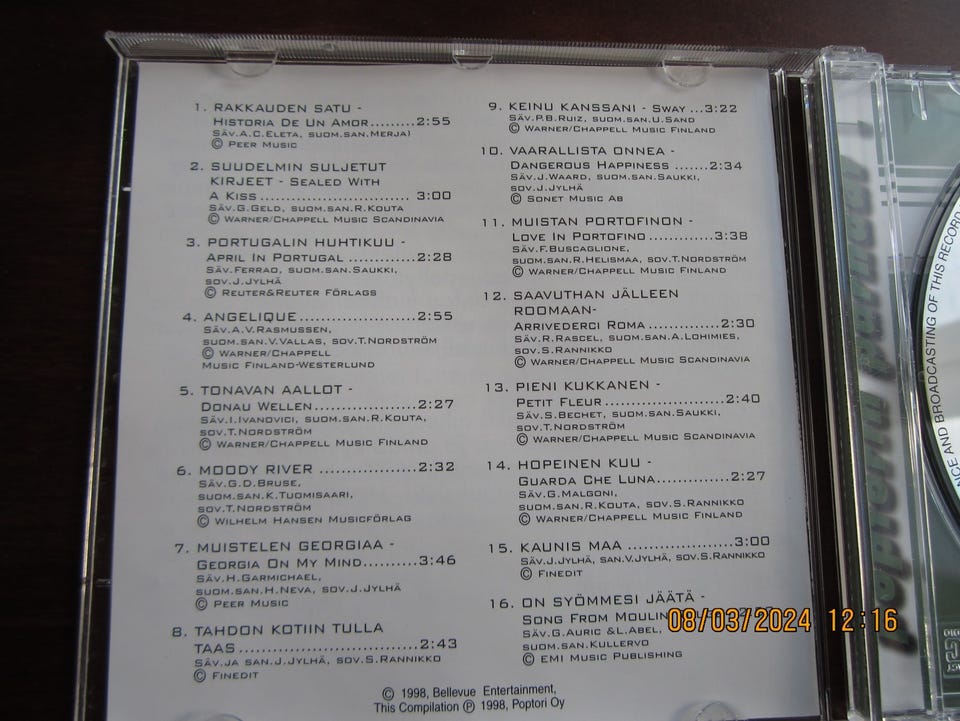 1. RAKKAUDEN SATU -
HISTORIA DE UN AMOR.........2:55
SÄV.A.C.ELETA, SUOM.SAN.MERJA)
© PEER MUSIC
2. SUUDELMIN SULJETUT
KIRJEET - SEALED WITH
A KISS .............................. 3:00
SÄV.G.GELD, SUOM.SAN.R.KOUTA
© WARNER/CHAPPELL MUSIC SCANDINAVIA
3. PORTUGALIN HUHTIKUU -
APRIL IN PORTUGAL ...........2:28
SÄV.FERRAO, SUOM.SAN.SAUKKI,
SOV.J.JYLHÄ
© REUTER&REUTER FÖRLAGS
4. ANGELIQUE......................2:55
SÄV.A.V.RASMUSSEN,
SUOM.SAN.V.VALLAS, SOV.T.NORDSTRÖM
© WARNER/CHAPPELL
MUSIC FINLAND-WESTERLUND
5. TONAVAN AALLOT -
DONAU WELLEN...................2:27
SÄV.I.IVANOVICI, SUOM.SAN.R.KOUTA,
SOV.T.NORDSTRÖM
© WARNER/CHAPPELL MUSIC FINLAND
6. MOODY RIVER ..................2:32
SÄV.G.D.BRUSE,
SUOM.SAN.K.TUOMISAARI,
SOV.T.NORDSTRÖM
© WILHELM HANSEN MUSICFÖRLAG
7. MUISTELEN GEORGIAA -
GEORGIA ON MY MIND..........3:46
SÄV.H.GARMICHAEL,
SUOM.SAN.H.NEVA, SOV.J.JYLHÄ
© PEER MUSIC
8. TAHDON KOTIIN TULLA
TAAS ................................2:43
SÄV.JA SAN.J.JYLHÄ, SOV.S.RANNIKKO
© FINEDIT
9. KEINU KANSSANI - SWAY ...3:22
SÄV.P.B.RUIZ, SUOM.SAN.U.SAND
© WARNER/CHAPPELL MUSIC FINLAND
10. VAARALLISTA ONNEA -
DANGEROUS HAPPINESS ......2:34
SÄV.J.WAARD, SUOM.SAN.SAUKKI,
SOV.J.JYLHÄ
© SONET MUSIC AB
11. MUISTAN PORTOFINON -
LOVE IN PORTOFINO ...........3:38
SÄV.F.BUSCAGLIONE,
SUOM.SAN.R.HELISMAA, SOV.T.NORDSTRÖM
© WARNER/CHAPPELL MUSIC FINLAND
12. SAAVUTHAN JÄLLEEN
ROOMAAN-
ARRIVEDERCI ROMA ............2:30
SÄV.R.RASCEL, SUOM.SAN.A.LOHIMIES,
SOV.S.RANNIKKO
© WARNER/CHAPPELL MUSIC SCANDINAVIA
13. PIENI KUKKANEN -
PETIT FLEUR .....................2:40
SÄV.S.BECHET, SUOM.SAN.SAUKKI,
SOV.T.NORDSTRÖM
© WARNER/CHAPPELL MUSIC SCANDINAVIA
14. HOPEINEN KUU -
GUARDA CHE LUNA..............2:27
SÄV.G.MALGONI,
SUOM.SAN.R.KOUTA, SOV.S.RANNIKKO
© WARNER/CHAPPELL MUSIC FINLAND
15. KAUNIS MAA ..................3:00
SÄV.J.JYLHÄ, SAN.V.JYLHÄ, SOV.S.RANNIKKO
© FINEDIT
16. ON SYÖMMESI JÄÄTÄ -
SONG FROM MOULIN
SÄV.G.AURIC &L.ABEL,
SUOM.SAN.KULLERVO
© EMI MUSIC PUBLISHING
© 1998, Bellevue Entertainment,
This Compilation ℗ 1998, Poptori Oy
AND BROADCASTING OF THIS RECORD
08/03/2024 12:16